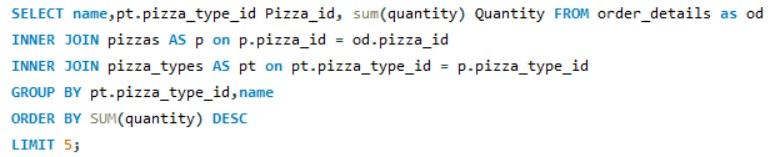 SELECT name,pt.pizza_type_id Pizza_id, sum(quantity) Quantity FROM order_details as od
INNER JOIN pizzas AS p on p.pizza_id = od.pizza_id
INNER JOIN pizza_types AS pt on pt.pizza_type_id = p.pizza_type_id
GROUP BY pt.pizza_type_id,name
ORDER BY SUM(quantity) DESC
LIMIT 5;